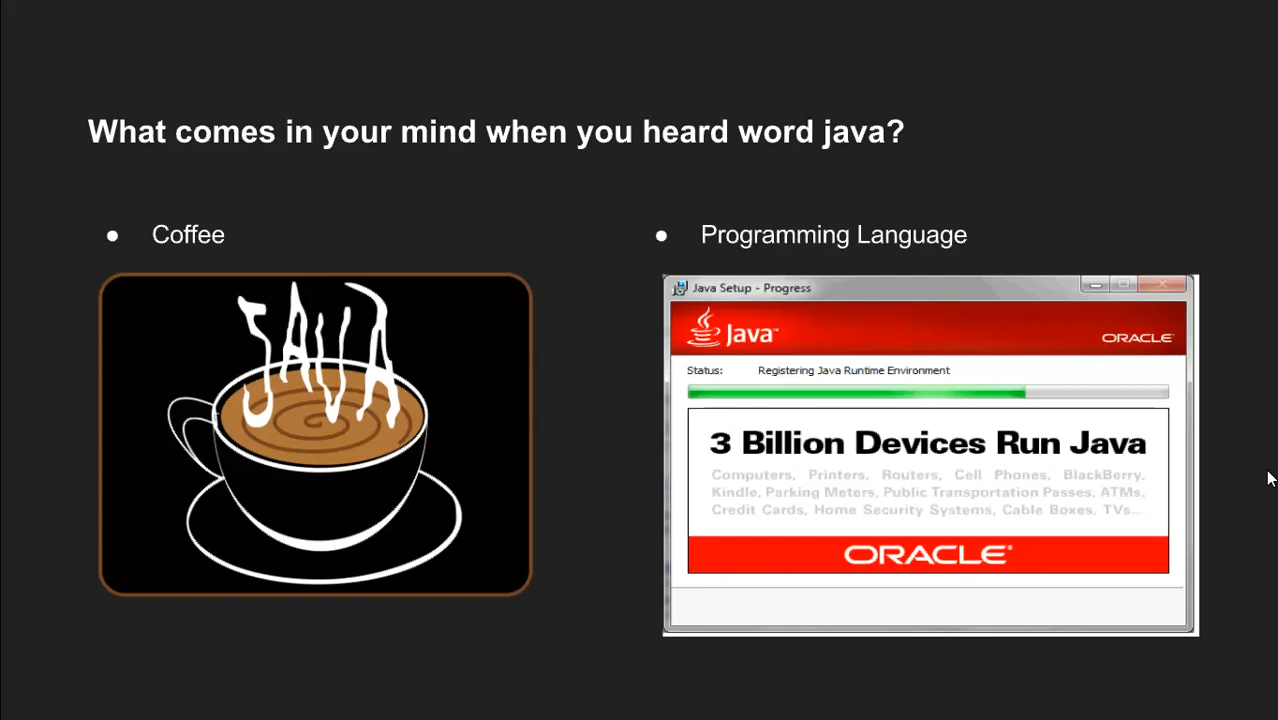 What comes in your mind when you heard word java?
● Coffee
JAVA
● Programming Language
Java Setup - Progress
Java™
ORACLE
Status: Registering Java Runtime Environment
3 Billion Devices Run Java
Computers, Printers, Routers, Cell Phones, BlackBerry,
Kindle, Parking Meters, Public Transportation Passes, ATMs,
Credit Cards, Home Security Systems, Cable Boxes, TVs...
ORACLE®